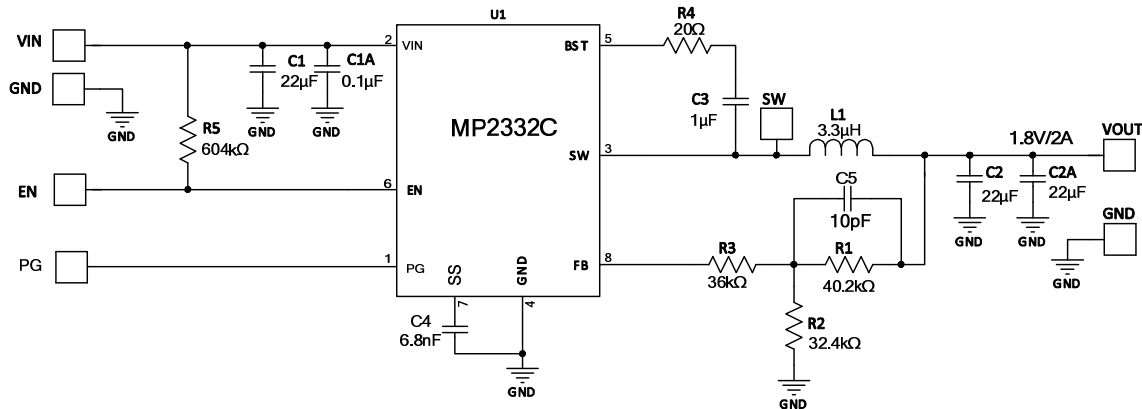 U1
VIN
GND
GND
EN
PG
R5
604kΩ
C1
22µF
GND
C1A
0.1µF
GND
2
VIN
6
EN
1
PG
MP2332C
SS
7
GND
4
C4
6.8nF
GND
BST
5
SW
3
FB
8
R4
20Ω
C3
1µF
SW
L1
3.3µH
1.8V/2A
VOUT
C5
10pF
R3
36kΩ
R1
40.2kΩ
R2
32.4kΩ
GND
C2
22µF
GND
C2A
22µF
GND
GND
GND